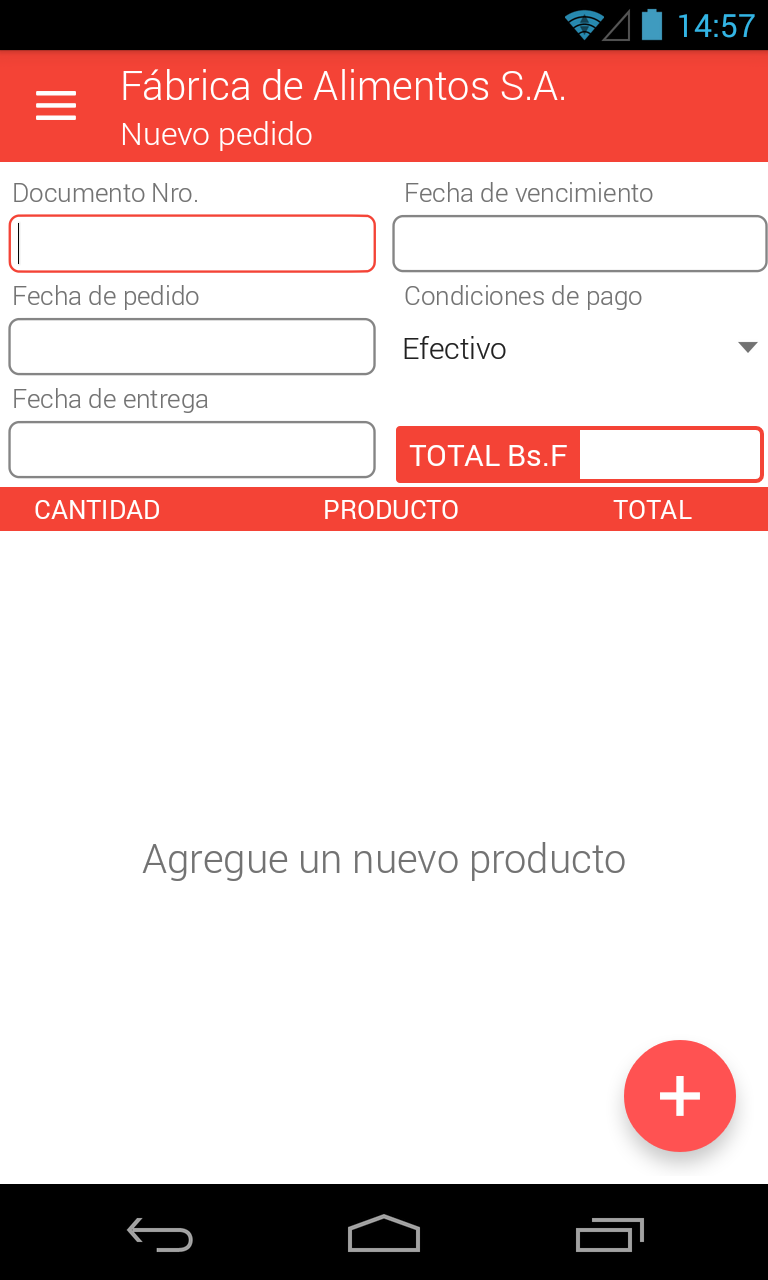 14:57
Fábrica de Alimentos S.A.
Nuevo pedido
Documento Nro.
Fecha de vencimiento
Fecha de pedido
Condiciones de pago
Efectivo
Fecha de entrega
TOTAL Bs.F
CANTIDAD PRODUCTO TOTAL
Agregue un nuevo producto